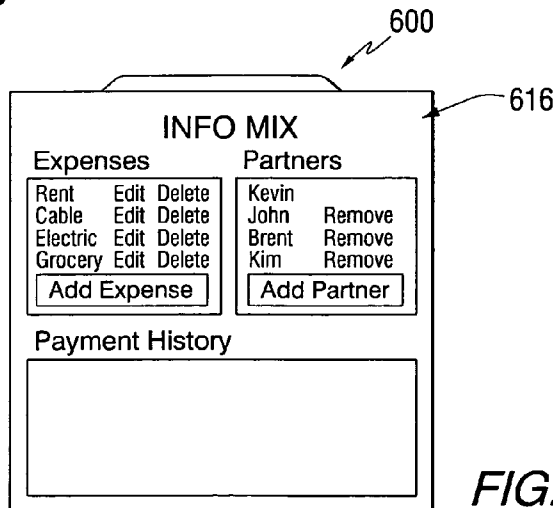 600
616
INFO MIX
Expenses
Partners
Rent Edit Delete
Cable Edit Delete
Electric Edit Delete
Grocery Edit Delete
Add Expense
Kevin
John Remove
Brent Remove
Kim Remove
Add Partner
Payment History
FIG.